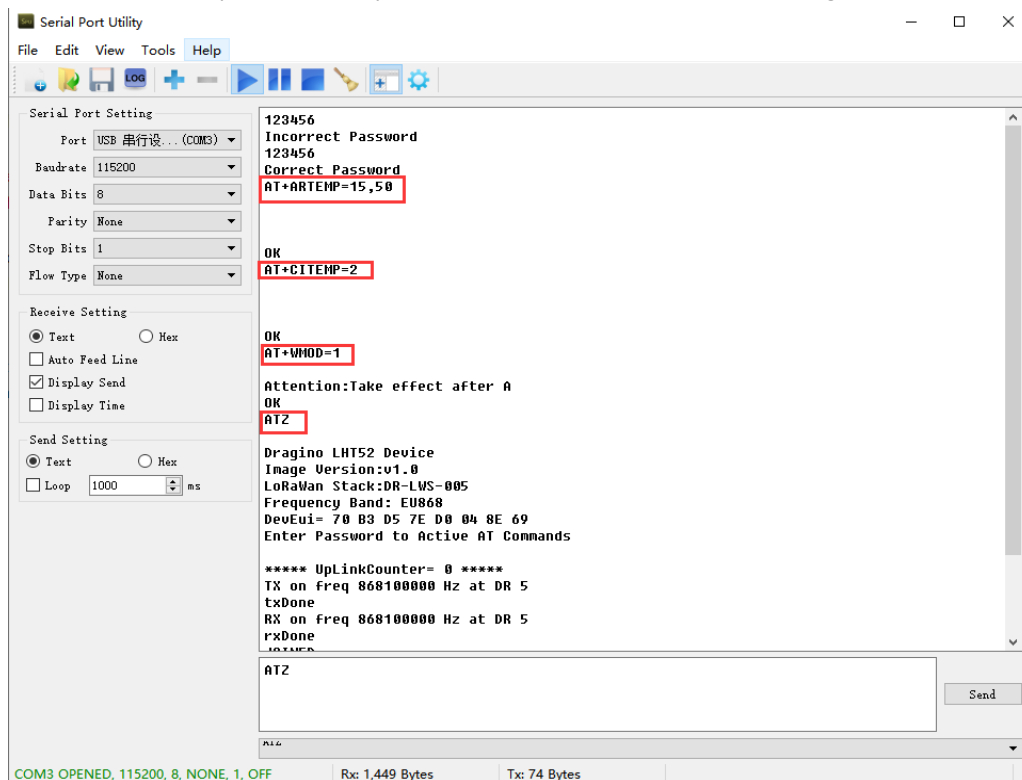 Serial Port Utility
File Edit View Tools Help
LOG
Serial Port Setting
Port USB 串行设...(COM3)
Baudrate 115200
Data Bits 8
Parity None
Stop Bits 1
Flow Type None
Receive Setting
Text Hex
Auto Feed Line
Display Send
Display Time
Send Setting
Text Hex
Loop 1000 ms
123456
Incorrect Password
123456
Correct Password
AT+ARTEMP=15,50
OK
AT+CITEMP=2
OK
AT+WMOD=1
Attention:Take effect after A
OK
ATZ
Dragino LHT52 Device
Image Version:v1.0
LoRaWan Stack:DR-LWS-005
Frequency Band: EU868
DevEui= 70 B3 D5 7E D0 04 8E 69
Enter Password to Active AT Commands
***** UpLinkCounter= 0 *****
TX on freq 868100000 Hz at DR 5
txDone
RX on freq 868100000 Hz at DR 5
rxDone
JOINED
ATZ
Send
ATZ
COM3 OPENED, 115200, 8, NONE, 1, OFF Rx: 1,449 Bytes Tx: 74 Bytes